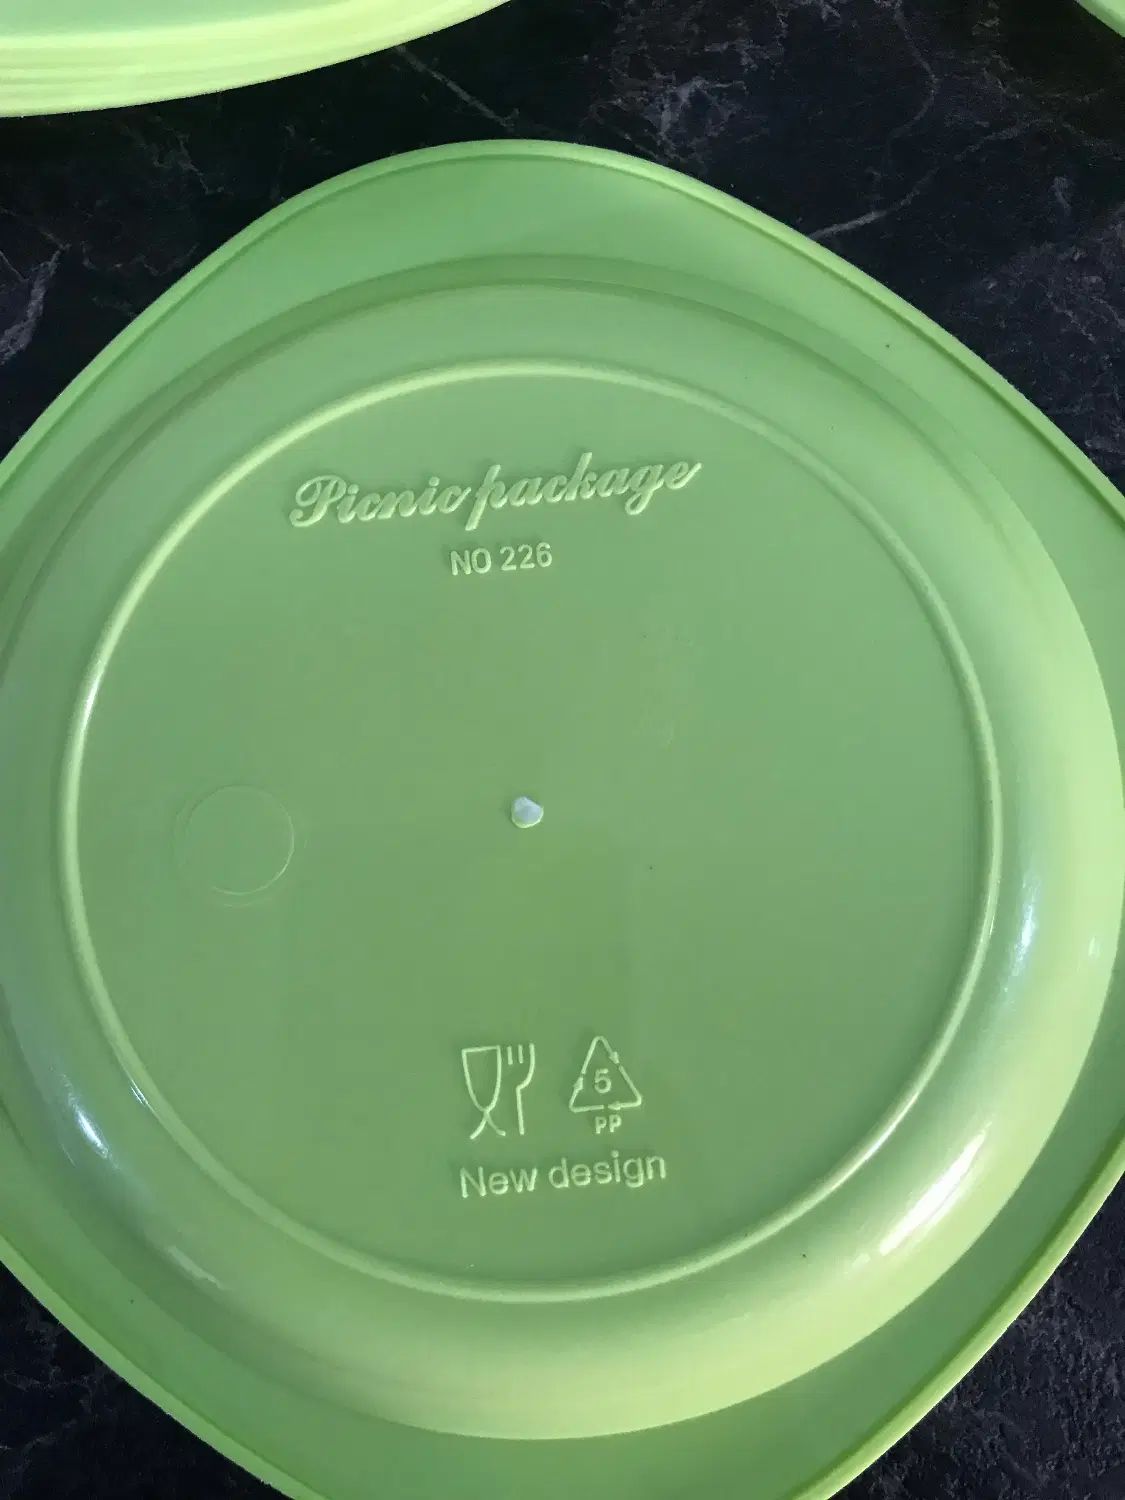 Picnic package
NO 226
5
PP
New design